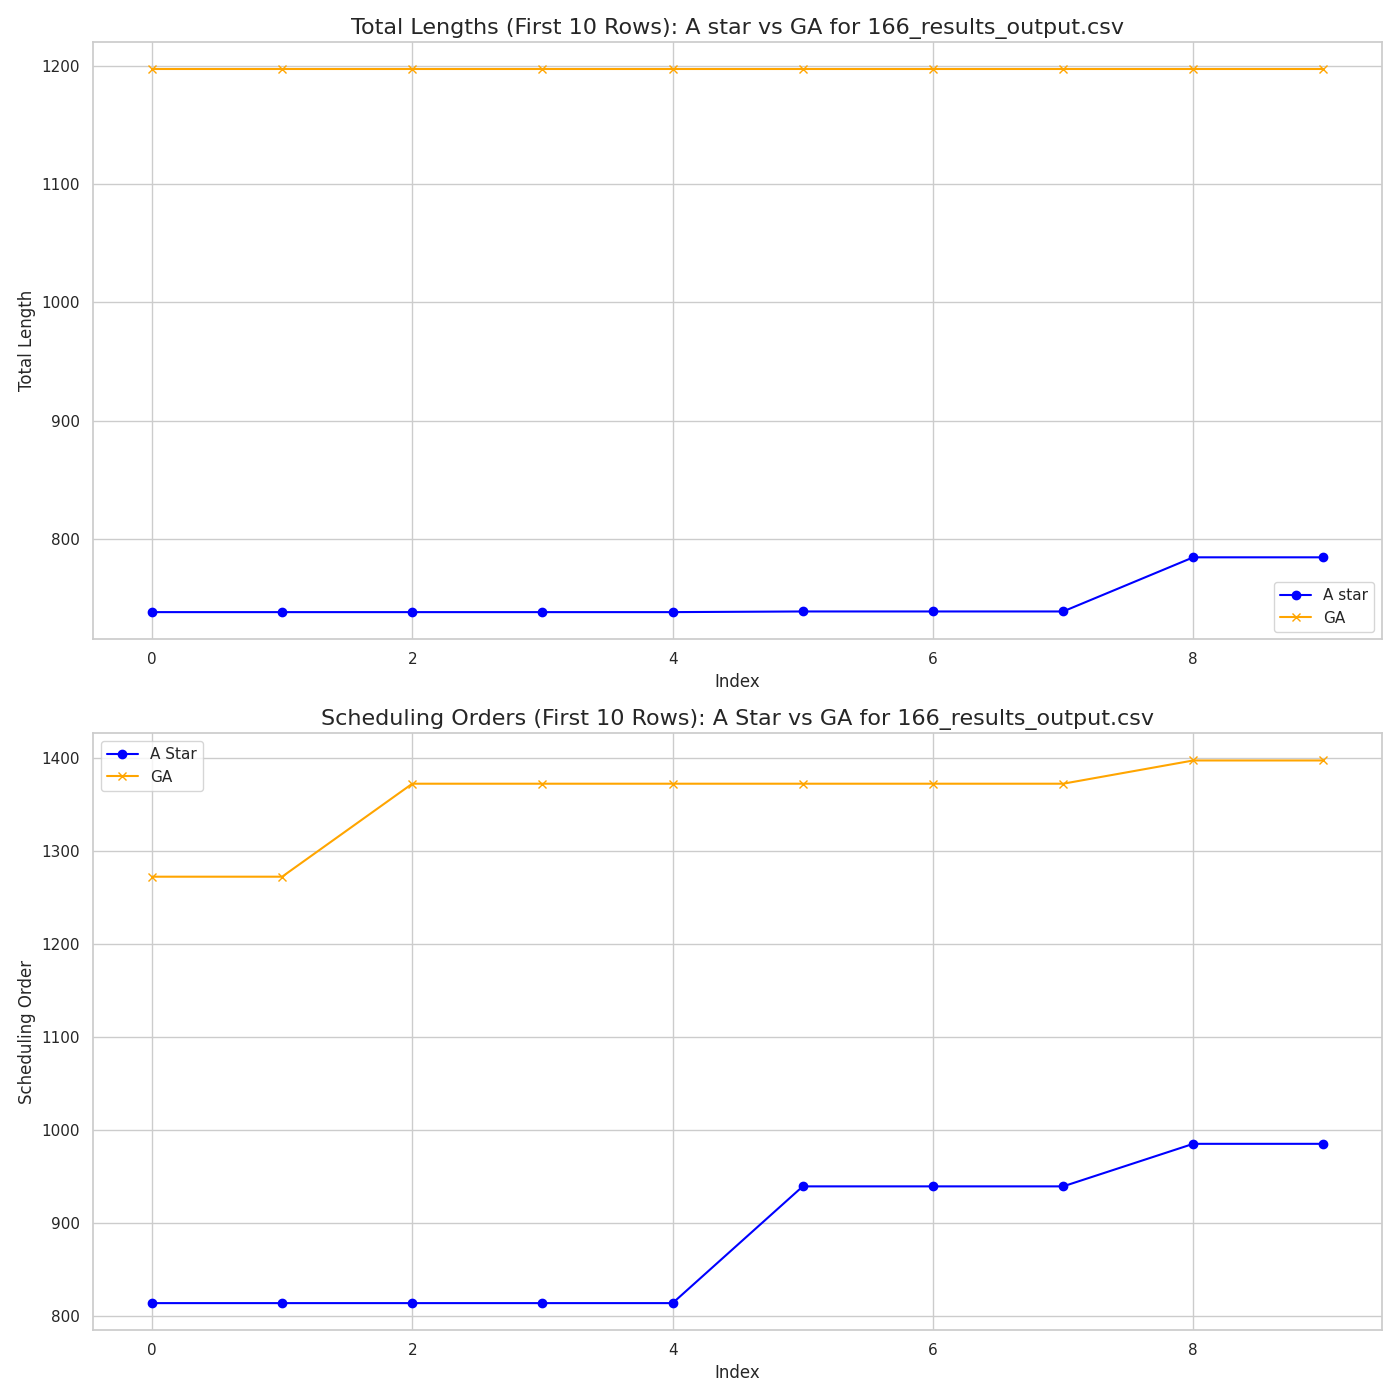 Total Lengths (First 10 Rows): A star vs GA for 166_results_output.csv
1200
1100
1000
900
800
Total Length
0 2 4 6 8
Index
A star
GA
Scheduling Orders (First 10 Rows): A Star vs GA for 166_results_output.csv
A Star
GA
1400
1300
1200
1100
1000
900
800
Scheduling Order
0 2 4 6 8
Index